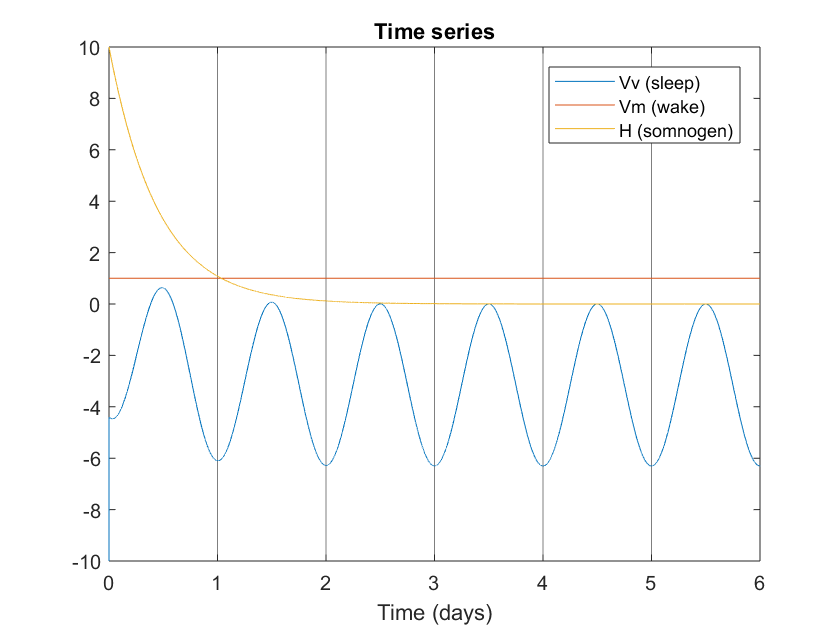 Time series
Vv (sleep)
Vm (wake)
H (somnogen)
10
8
6
4
2
0
-2
-4
-6
-8
-10
0 1 2 3 4 5 6
Time (days)